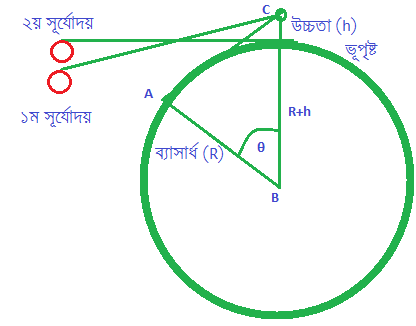 C
২য় সূর্যোদয়
উচ্চতা (h)
ভূপৃষ্ট
A
১ম সূর্যোদয়
R+h
ব্যাসার্ধ (R)
θ
B